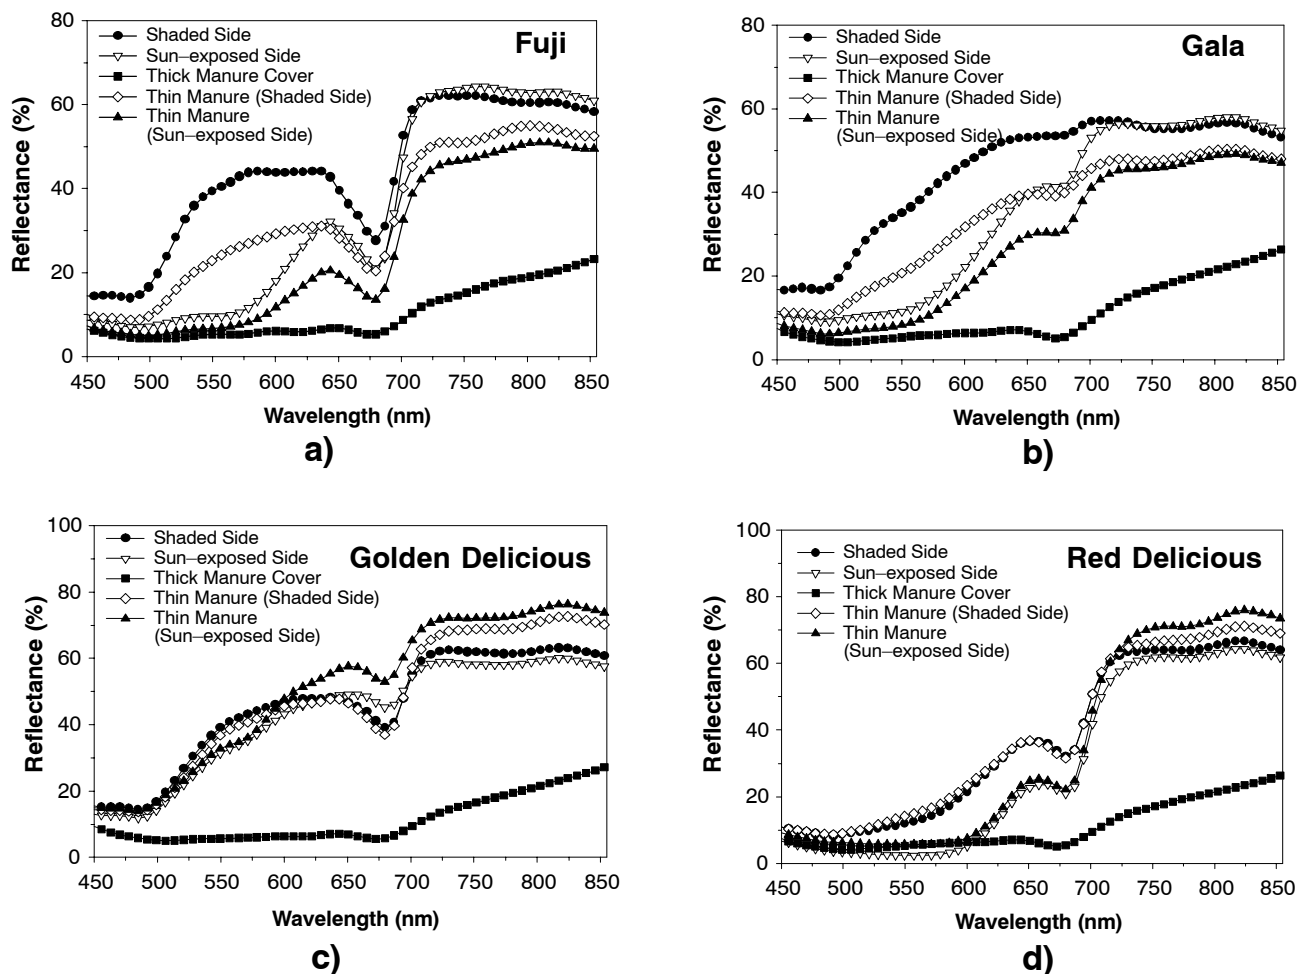 80
60
40
20
0
Reflectance (%)
Shaded Side
Sun–exposed Side
Thick Manure Cover
Thin Manure (Shaded Side)
Thin Manure
(Sun–exposed Side)
Fuji
450 500 550 600 650 700 750 800 850
Wavelength (nm)
a)
80
60
40
20
0
Reflectance (%)
Shaded Side
Sun–exposed Side
Thick Manure Cover
Thin Manure (Shaded Side)
Thin Manure
(Sun–exposed Side)
Gala
450 500 550 600 650 700 750 800 850
Wavelength (nm)
b)
100
80
60
40
20
0
Reflectance (%)
Shaded Side
Sun–exposed Side
Thick Manure Cover
Thin Manure (Shaded Side)
Thin Manure
(Sun–exposed Side)
Golden Delicious
450 500 550 600 650 700 750 800 850
Wavelength (nm)
c)
100
80
60
40
20
0
Reflectance (%)
Shaded Side
Sun–exposed Side
Thick Manure Cover
Thin Manure (Shaded Side)
Thin Manure
(Sun–exposed Side)
Red Delicious
450 500 550 600 650 700 750 800 850
Wavelength (nm)
d)